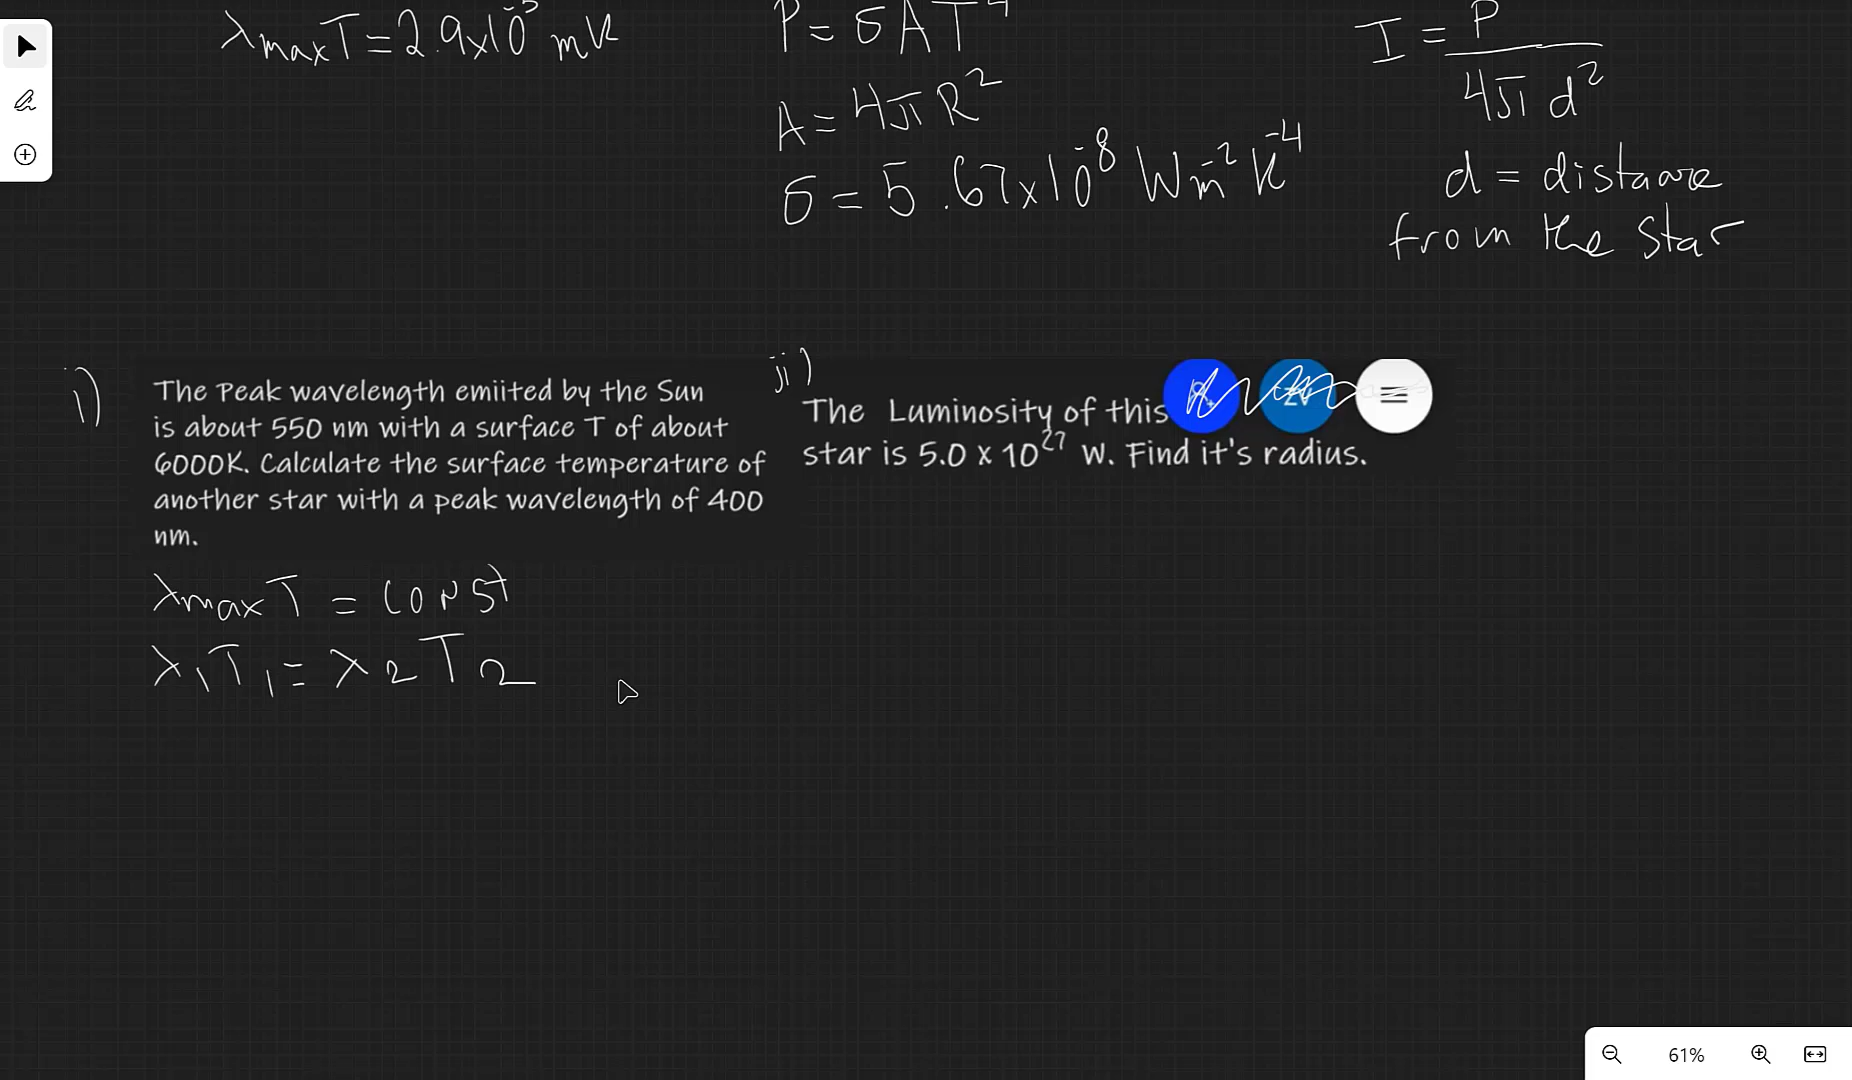 λmaxT = 2.9x10⁻³ mK
P = σAT⁴
A = 4πR²
σ = 5.67x10⁻⁸ Wm⁻²K⁻⁴
I = P / 4πd²
d = distance
from the star
i)
The Peak wavelength emiited by the Sun
is about 550 nm with a surface T of about
6000K. Calculate the surface temperature of
another star with a peak wavelength of 400
nm.
λmaxT = const
λ₁T₁ = λ₂T₂
ii)
The Luminosity of this
star is 5.0 x 10²⁷ W. Find it's radius.
61%